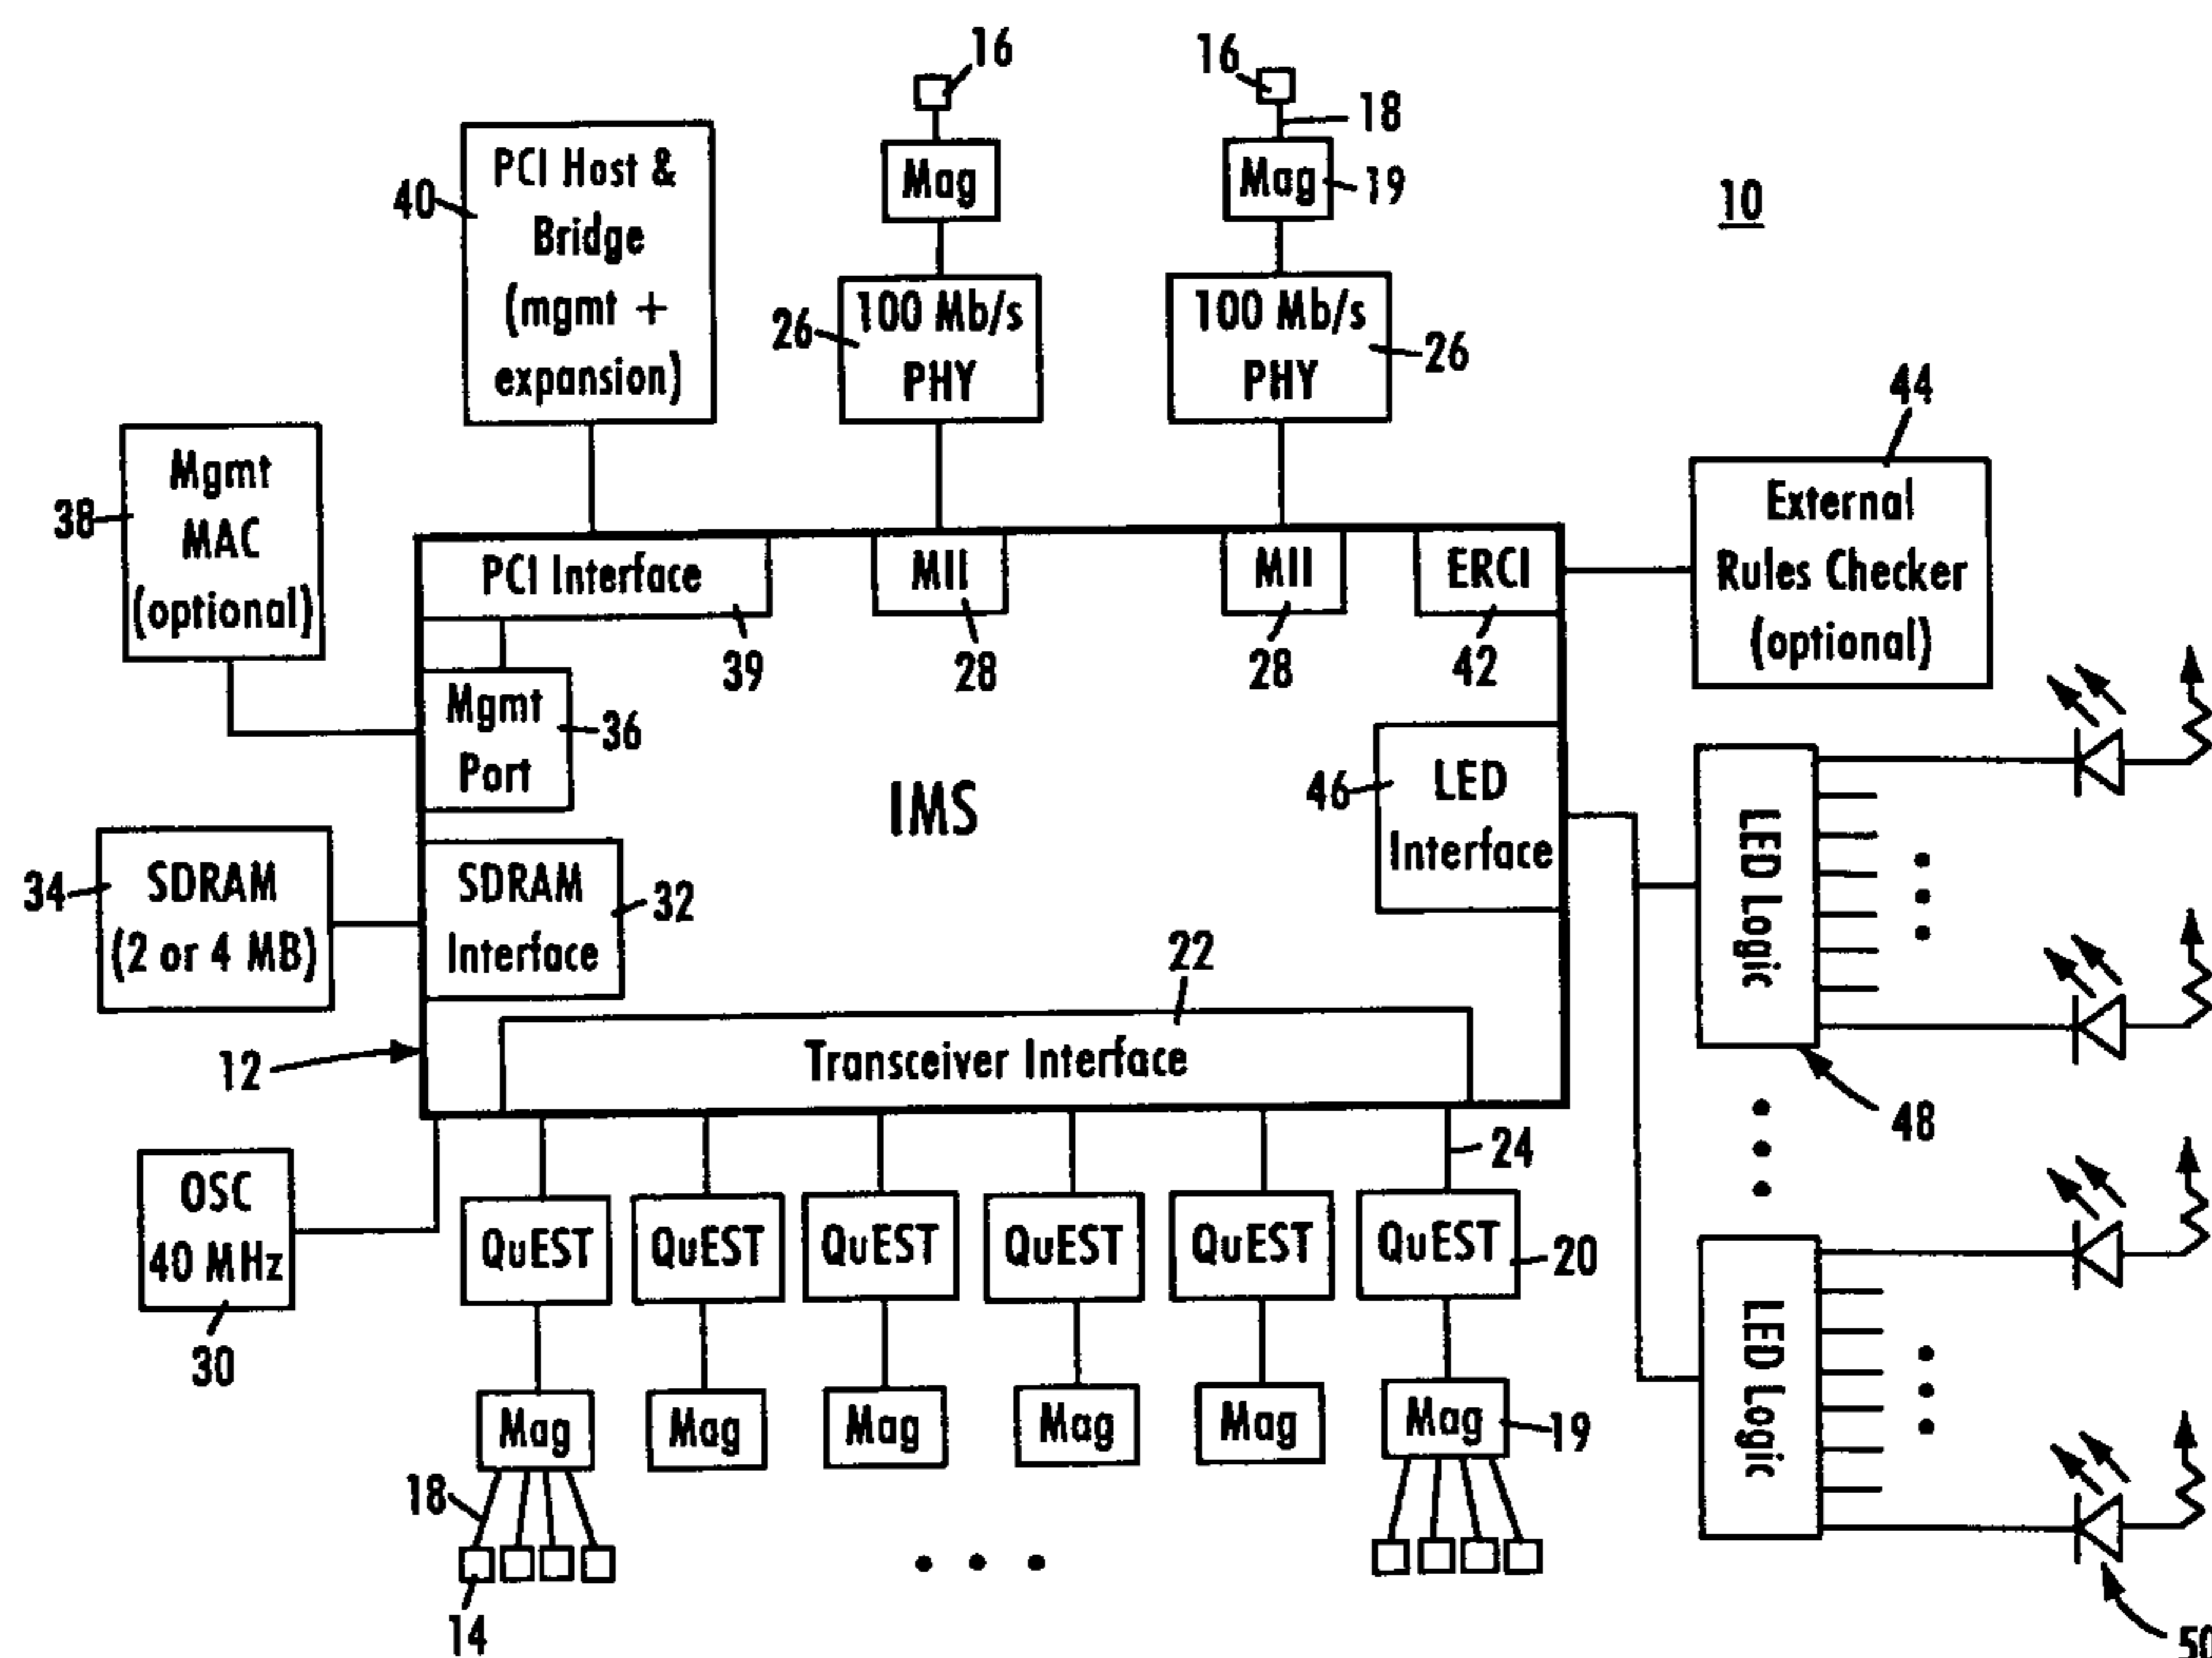 16
16
18
PCI Host &
Bridge
(mgmt +
expansion)
40
Mag
Mag
19
10
100 Mb/s
PHY
26
100 Mb/s
PHY
26
44
Mgmt
MAC
(optional)
38
External
Rules Checker
(optional)
PCI Interface
MII
MII
ERCI
39
28
28
42
Mgmt
Port
36
IMS
46
LED
Interface
LED Logic
SDRAM
(2 or 4 MB)
34
SDRAM
Interface
32
22
Transceiver Interface
12
48
24
OSC
40 MHz
30
QuEST
QuEST
QuEST
QuEST
QuEST
QuEST
20
LED Logic
Mag
Mag
Mag
Mag
Mag
Mag
19
18
14
50